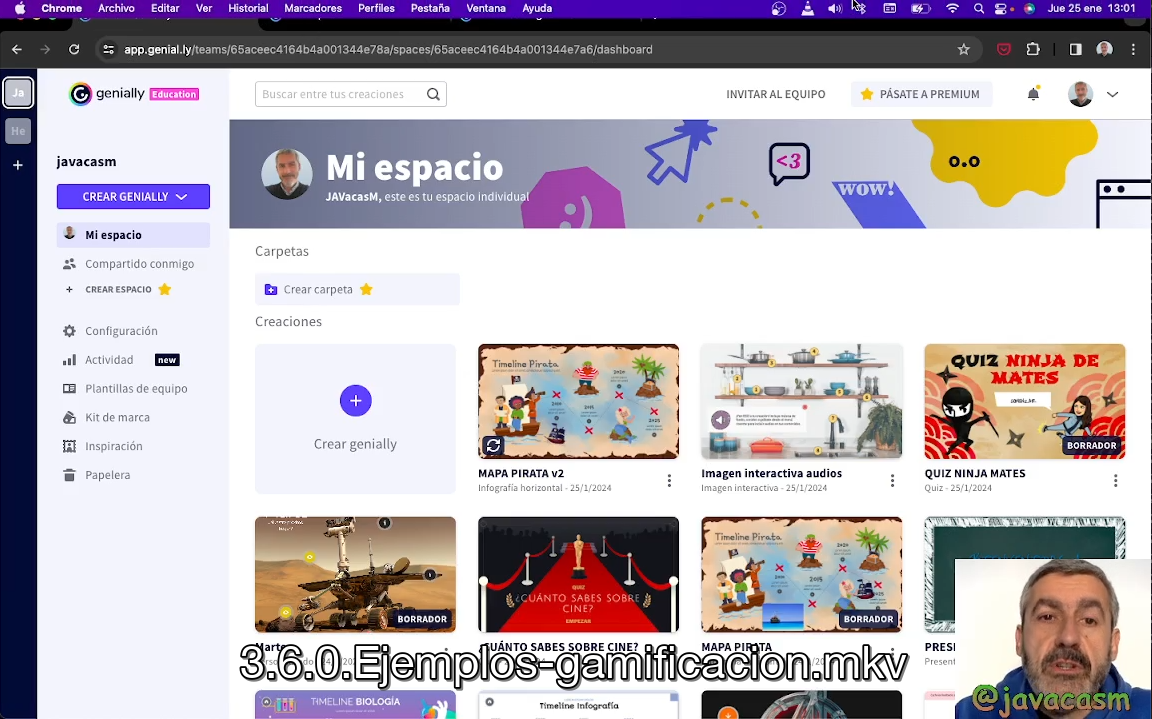 Chrome Archivo Editar Ver Historial Marcadores Perfiles Pestaña Ventana Ayuda Jue 25 ene 13:01
app.genial.ly/teams/65aceec4164b4a001344e78a/spaces/65aceec4164b4a001344e7a6/dashboard
Ja
He
genially Education
javacasm
CREAR GENIALLY
Mi espacio
Compartido conmigo
CREAR ESPACIO
Configuración
Actividad new
Plantillas de equipo
Kit de marca
Inspiración
Papelera
Buscar entre tus creaciones
INVITAR AL EQUIPO
PÁSATE A PREMIUM
Mi espacio
JAVacasM, este es tu espacio individual
<3
WOW!
o.o
Carpetas
Crear carpeta
Creaciones
Crear genially
Timeline Pirata
MAPA PIRATA v2
Infografía horizontal - 25/1/2024
Imagen interactiva audios
Imagen interactiva - 25/1/2024
QUIZ NINJA DE
MATES
BORRADOR
QUIZ NINJA MATES
Quiz - 25/1/2024
BORRADOR
QUIZ
¿CUÁNTO SABES SOBRE
CINE?
EMPEZAR
¿CUÁNTO SABES SOBRE CINE?
Timeline Pirata
2015
BORRADOR
MAPA PIRATA
3.6.0.Ejemplos-gamificacion.mkv
TIMELINE BIOLOGÍA
Timeline Infografía
@javacasm